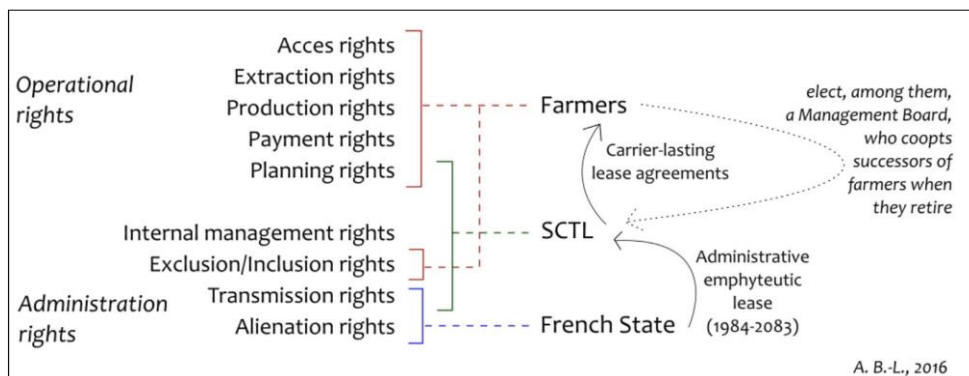 Operational
rights
Acces rights
Extraction rights
Production rights
Payment rights
Planning rights
Internal management rights
Exclusion/Inclusion rights
Administration
rights
Transmission rights
Alienation rights
Farmers
Carrier-lasting
lease agreements
SCTL
Administrative
emphyteutic
lease
(1984-2083)
French State
elect, among them,
a Management Board,
who coopts
successors of
farmers when
they retire
A. B.-L., 2016